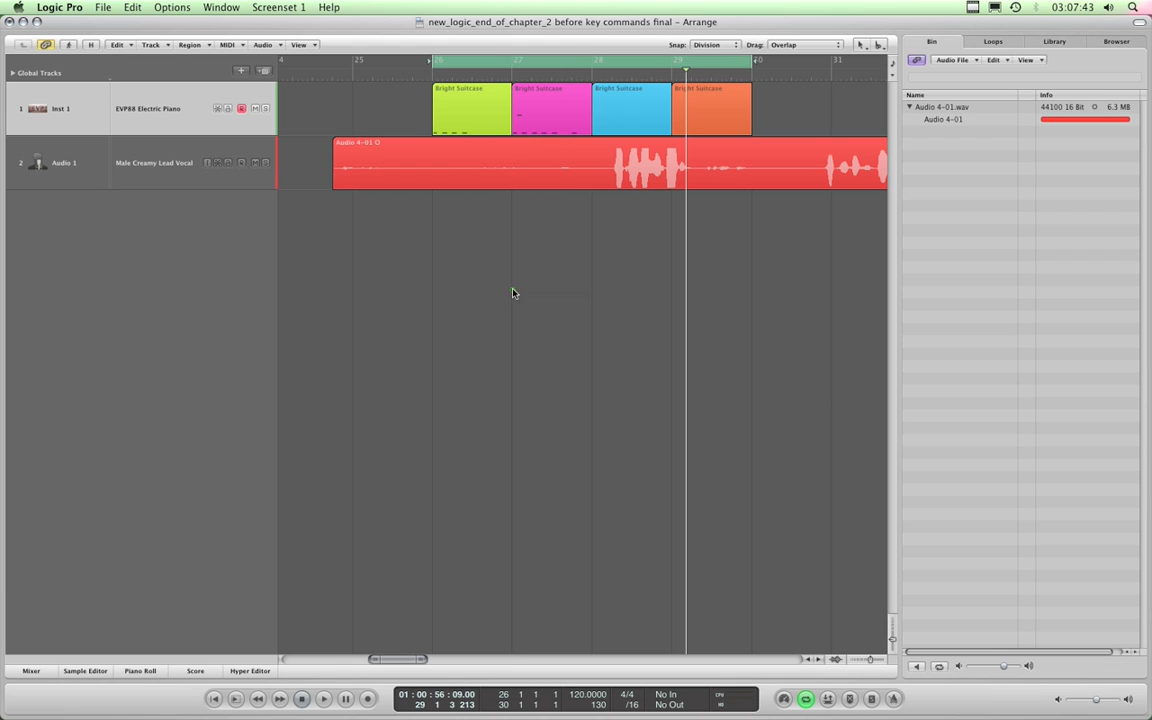 Logic Pro File Edit Options Window Screenset 1 Help 03:07:43
new_logic_end_of_chapter_2 before key commands final – Arrange
H Edit Track Region MIDI Audio View Snap: Division Drag: Overlap
Bin Loops Library Browser
Audio File Edit View
Global Tracks
4 25 26 27 28 29 30 31
Name Info
1 Inst 1 EVP88 Electric Piano R M S
Bright Suitcase Bright Suitcase Bright Suitcase Bright Suitcase
Audio 4-01.wav 44100 16 Bit 6.3 MB
Audio 4-01
2 Audio 1 Male Creamy Lead Vocal I R M S
Audio 4-01
Mixer Sample Editor Piano Roll Score Hyper Editor
01:00:56:09.00 26 1 1 1 120.0000 4/4 No In CPU
29 1 3 213 30 1 1 1 130 /16 No Out